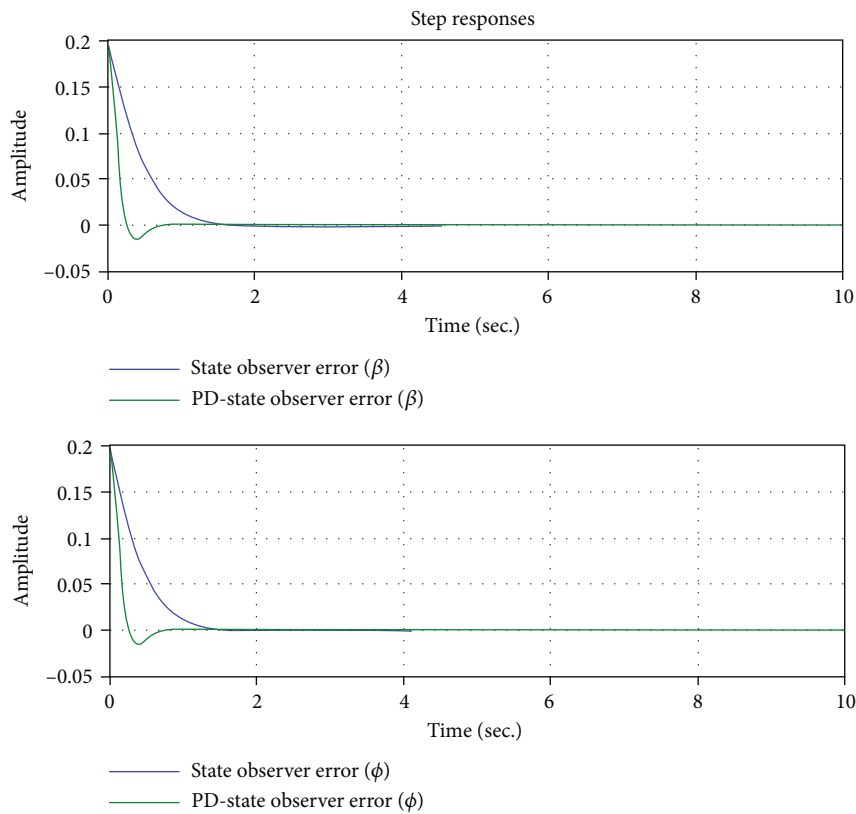 Step responses
0.2
0.15
0.1
0.05
0
−0.05
Amplitude
0 2 4 6 8 10
Time (sec.)
State observer error (β)
PD-state observer error (β)
0.2
0.15
0.1
0.05
0
−0.05
Amplitude
0 2 4 6 8 10
Time (sec.)
State observer error (ϕ)
PD-state observer error (ϕ)